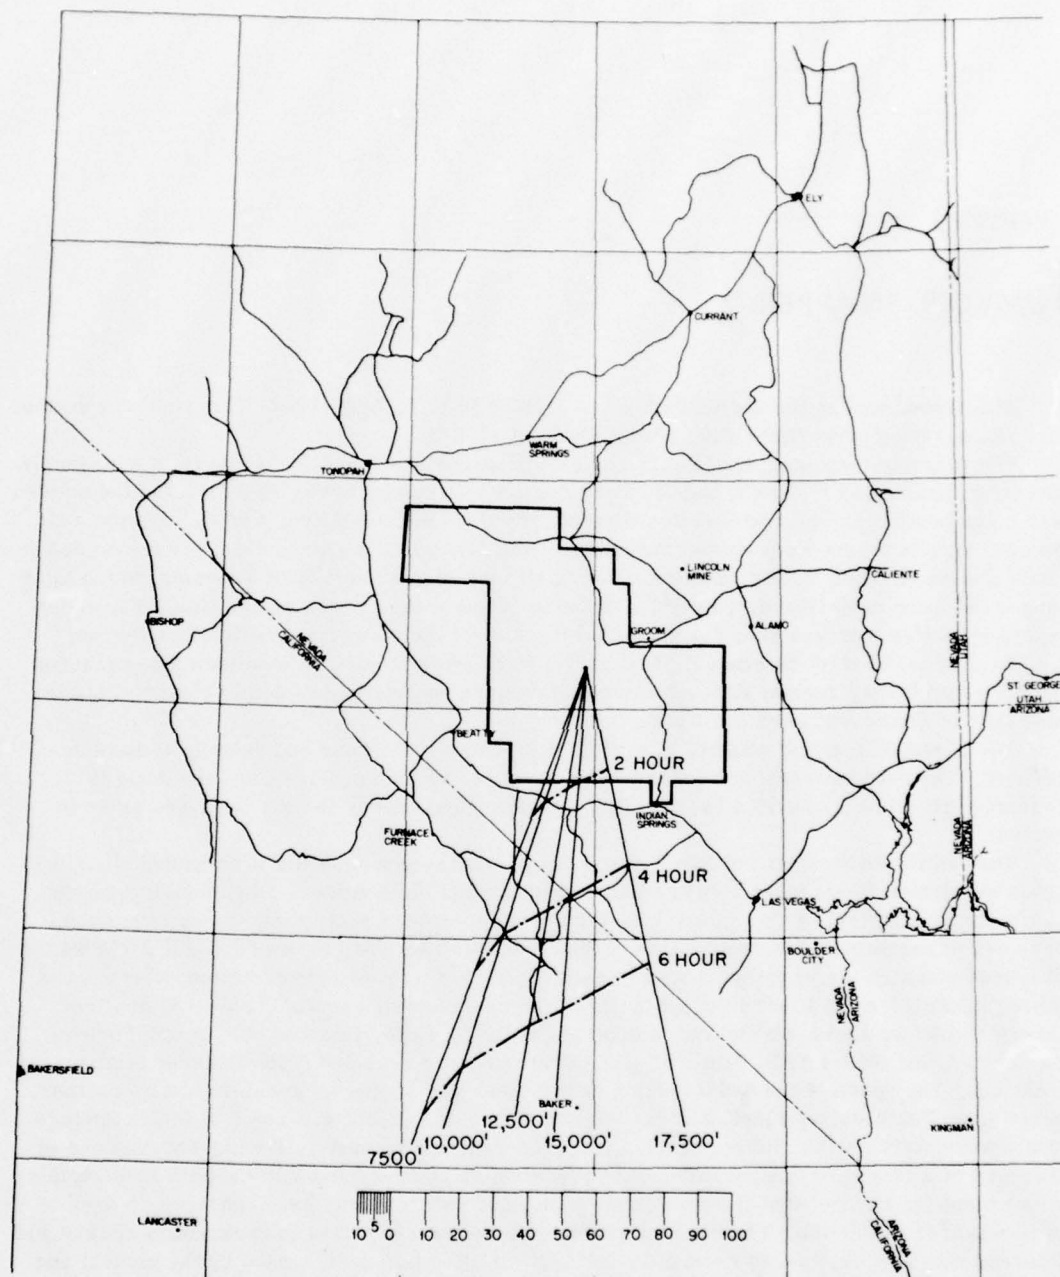 ELY
CURRANT
WARM
SPRINGS
TONOPAH
LINCOLN
MINE
CALIENTE
BISHOP
NEVADA
CALIFORNIA
GROOM
ALAMO
NEVADA
UTAH
ST. GEORGE
UTAH
ARIZONA
BEATTY
2 HOUR
INDIAN
SPRINGS
FURNACE
CREEK
NEVADA
ARIZONA
4 HOUR
LAS VEGAS
BOULDER
CITY
6 HOUR
NEVADA
ARIZONA
BAKERSFIELD
BAKER
KINGMAN
7500'
10,000'
12,500'
15,000'
17,500'
5
10 0 10 20 30 40 50 60 70 80 90 100
LANCASTER
ARIZONA
CALIFORNIA